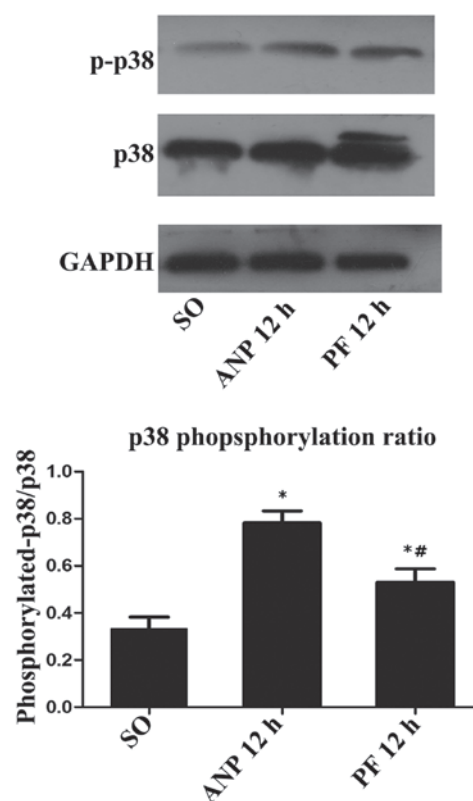 p-p38
p38
GAPDH
SO
ANP 12 h
PF 12 h
p38 phopsphorylation ratio
Phosphorylated-p38/p38
1.0
0.8
0.6
0.4
0.2
0.0
*
*#
SO
ANP 12 h
PF 12 h